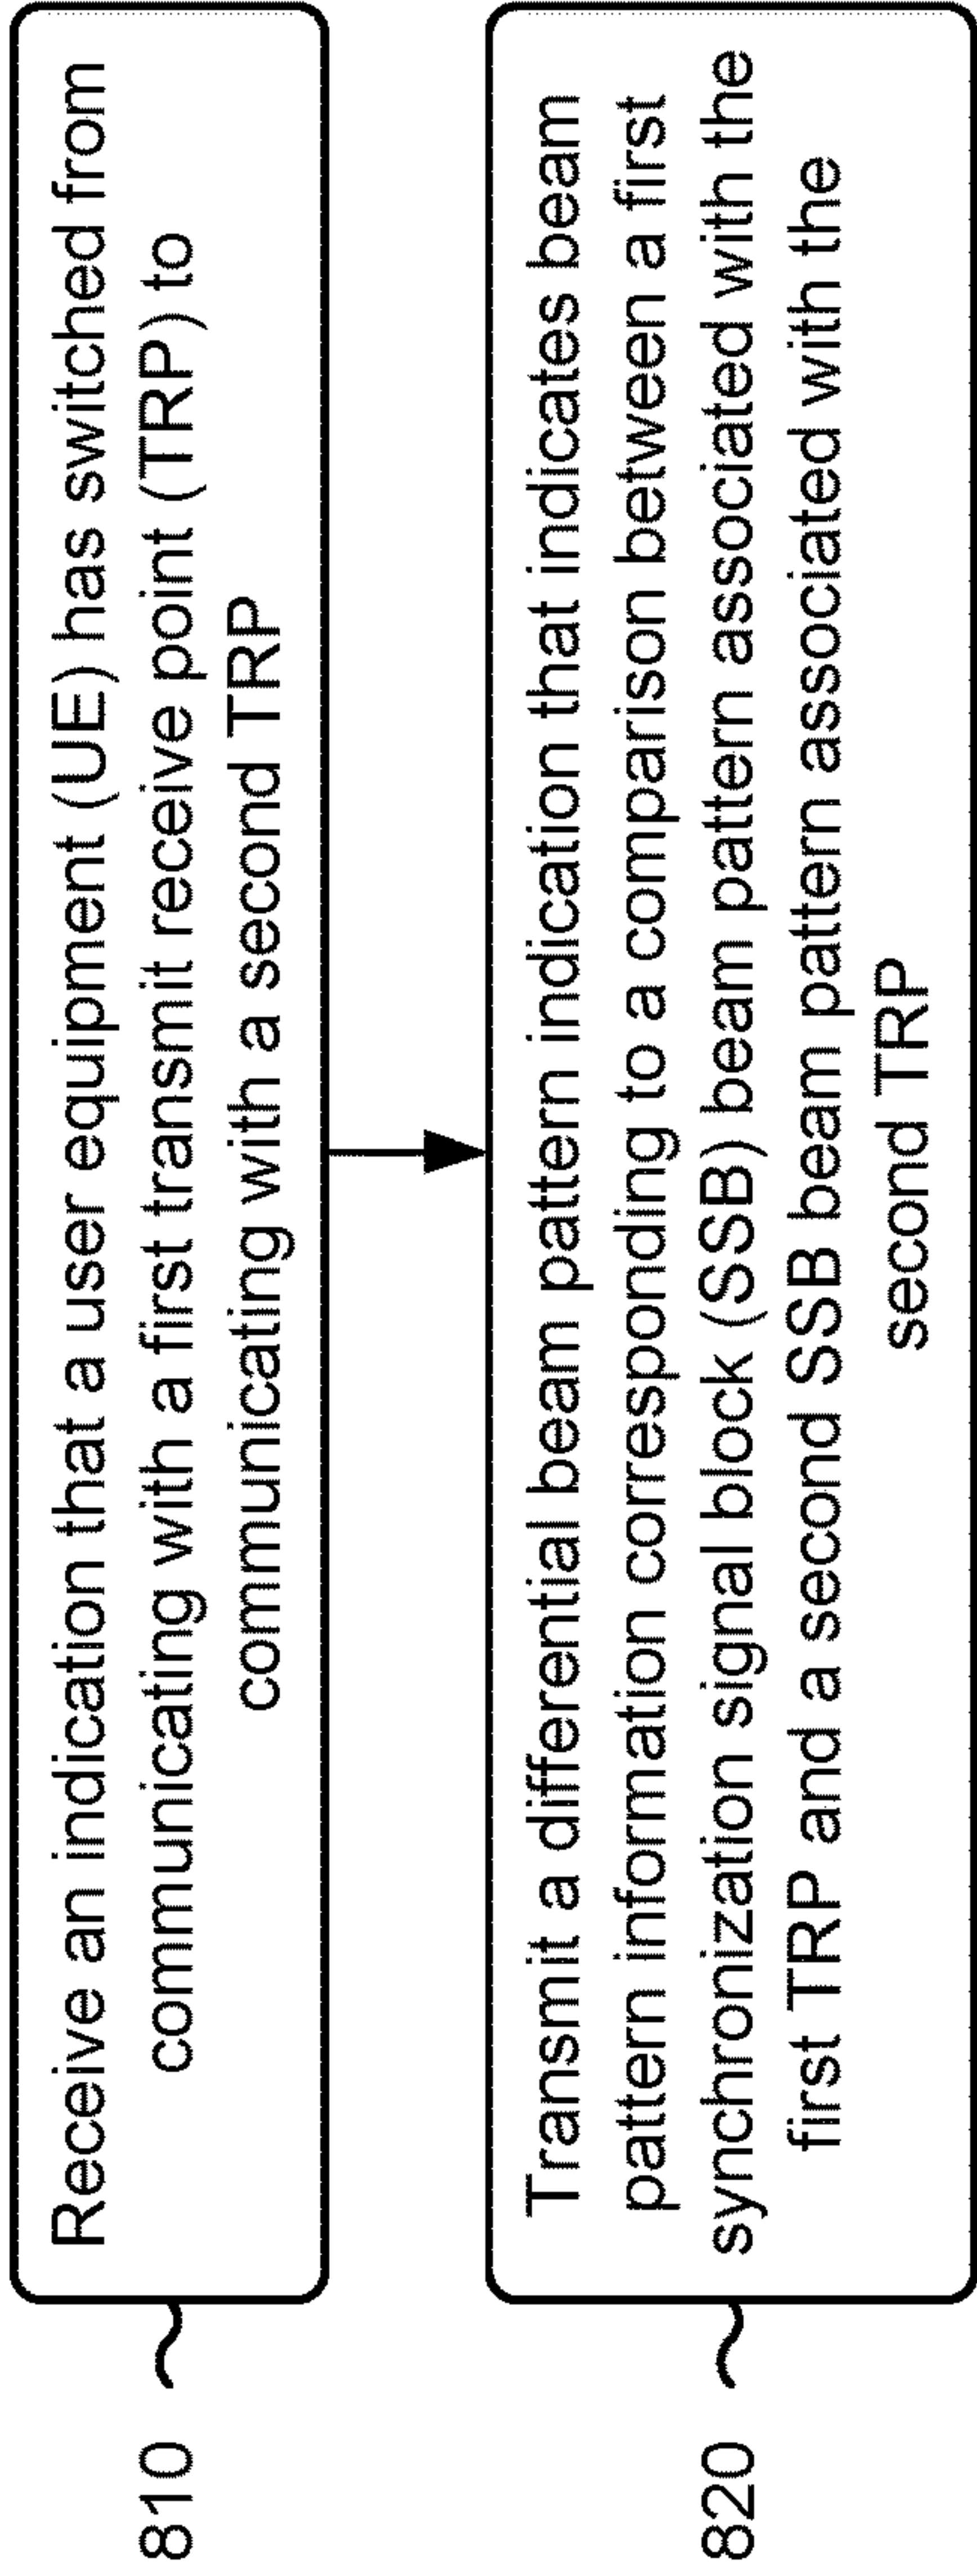 810
Receive an indication that a user equipment (UE) has switched from
communicating with a first transmit receive point (TRP) to
communicating with a second TRP
820
Transmit a differential beam pattern indication that indicates beam
pattern information corresponding to a comparison between a first
synchronization signal block (SSB) beam pattern associated with the
first TRP and a second SSB beam pattern associated with the
second TRP